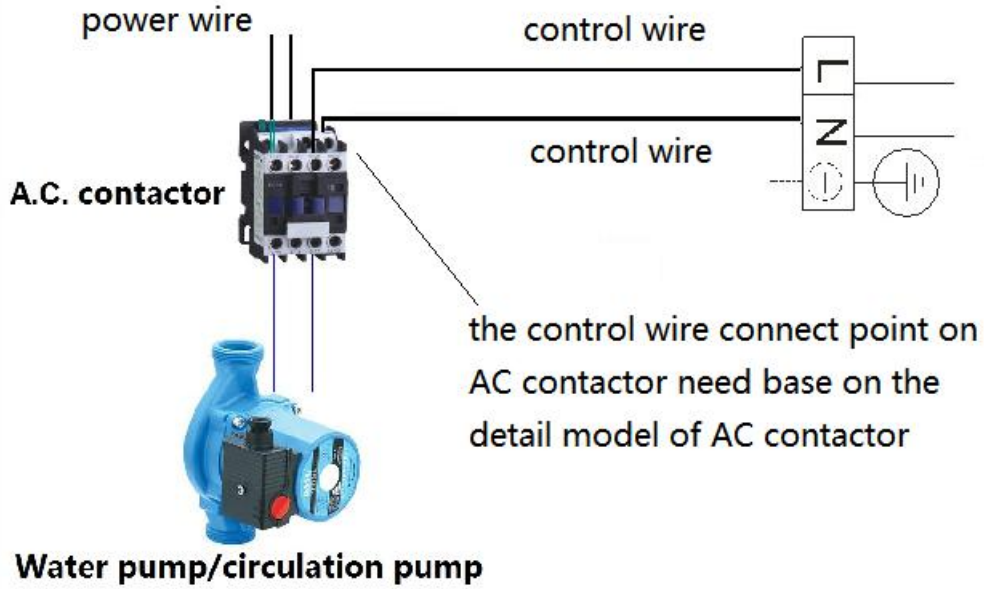 power wire
control wire
L
N
control wire
A.C. contactor
the control wire connect point on
AC contactor need base on the
detail model of AC contactor
Water pump/circulation pump